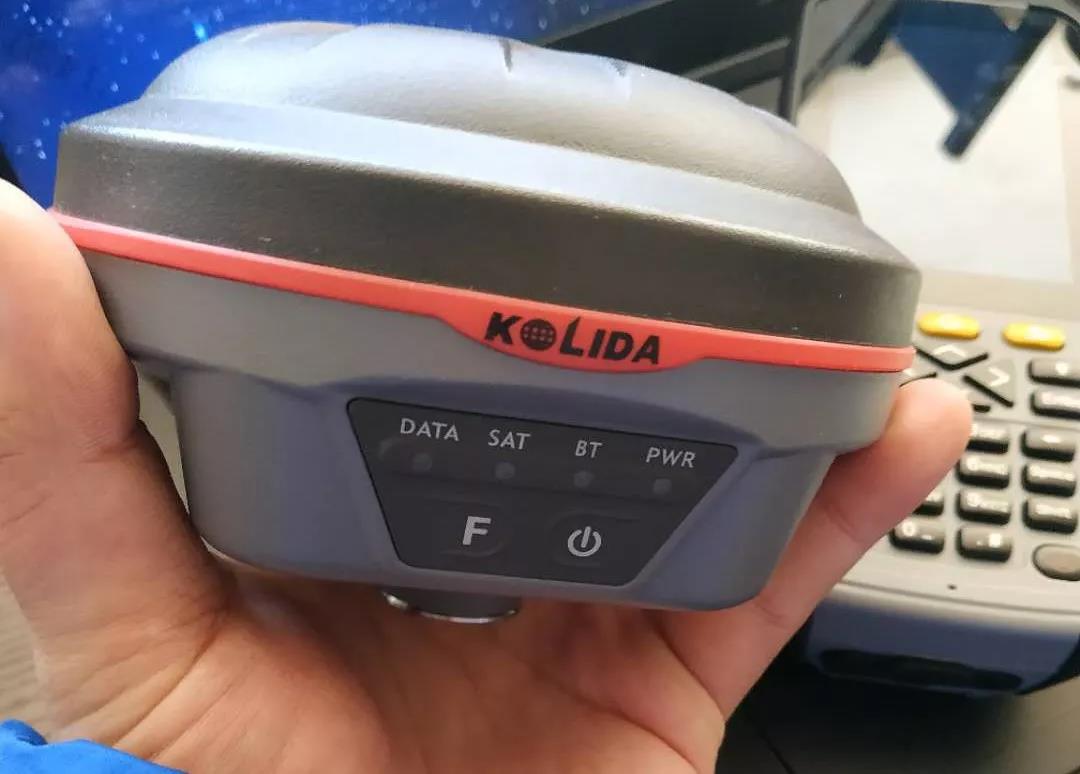 KOLIDA
DATA SAT BT PWR
F